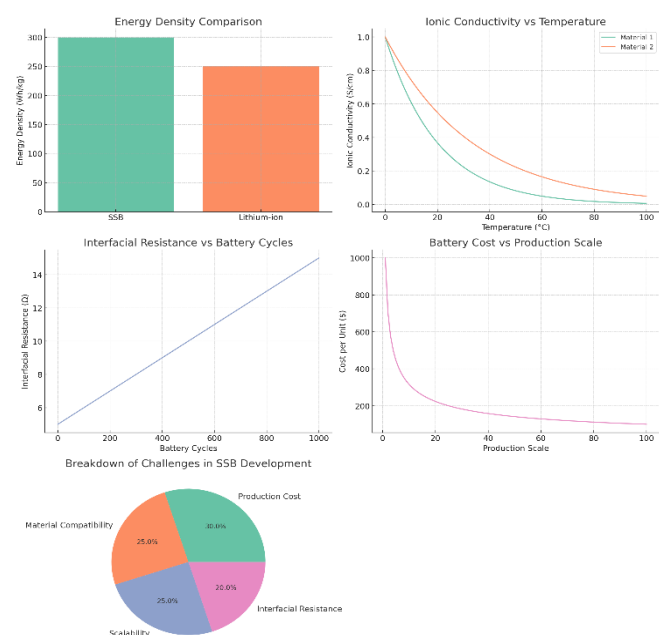 Energy Density Comparison
Energy Density (Wh/kg)
300
250
200
150
100
50
0
SSB
Lithium-ion
Ionic Conductivity vs Temperature
Material 1
Material 2
Ionic Conductivity (S/cm)
1.0
0.8
0.6
0.4
0.2
0.0
0
20
40
60
80
100
Temperature (°C)
Interfacial Resistance vs Battery Cycles
Interfacial Resistance (Ω)
14
12
10
8
6
0
200
400
600
800
1000
Battery Cycles
Battery Cost vs Production Scale
Cost per Unit ($)
1000
800
600
400
200
0
20
40
60
80
100
Production Scale
Breakdown of Challenges in SSB Development
Production Cost
30.0%
Material Compatibility
25.0%
25.0%
Scalability
20.0%
Interfacial Resistance